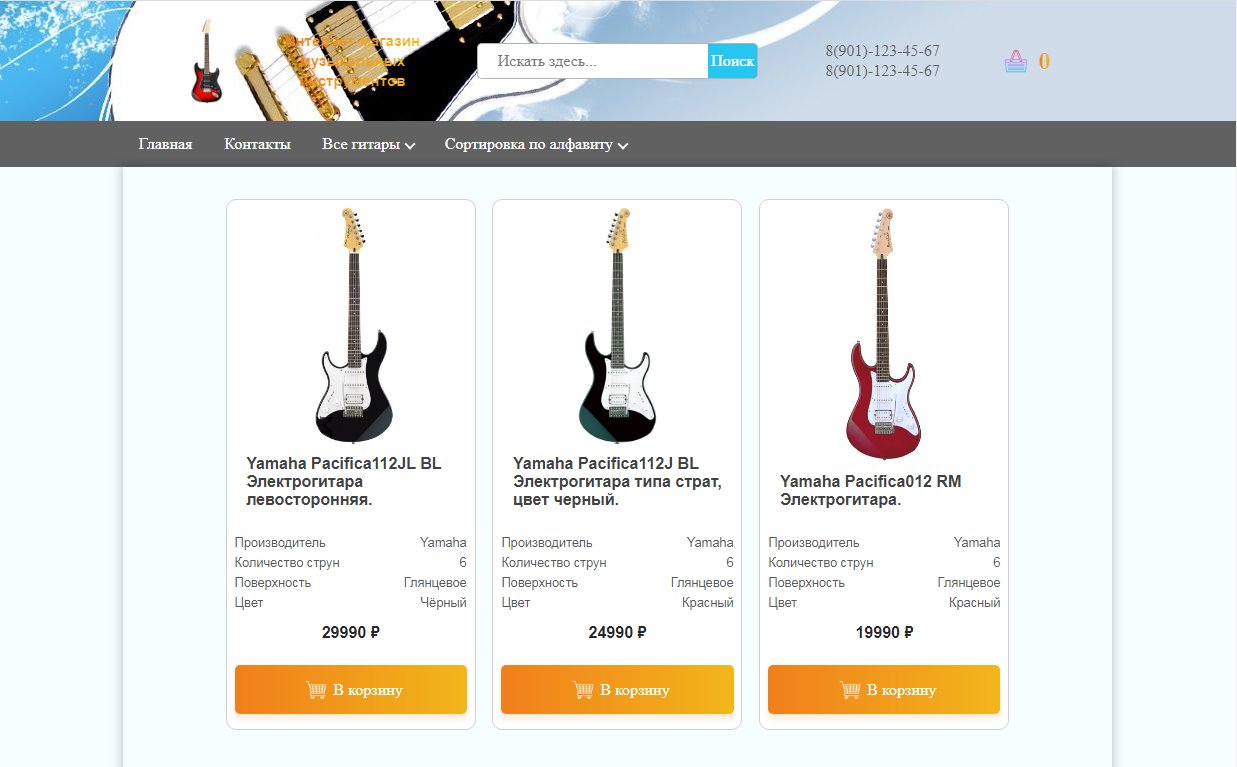 Интернет-магазин
музыкальных
инструментов
Искать здесь...
Поиск
8(901)-123-45-67
8(901)-123-45-67
0
Главная
Контакты
Все гитары
Сортировка по алфавиту
Yamaha Pacifica112JL BL
Электрогитара
левосторонняя.
Производитель Yamaha
Количество струн 6
Поверхность Глянцевое
Цвет Чёрный
29990 ₽
В корзину
Yamaha Pacifica112J BL
Электрогитара типа страт,
цвет черный.
Производитель Yamaha
Количество струн 6
Поверхность Глянцевое
Цвет Красный
24990 ₽
В корзину
Yamaha Pacifica012 RM
Электрогитара.
Производитель Yamaha
Количество струн 6
Поверхность Глянцевое
Цвет Красный
19990 ₽
В корзину